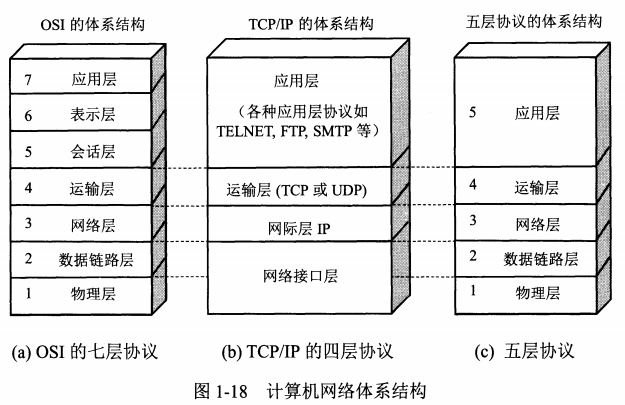 OSI 的体系结构
TCP/IP 的体系结构
五层协议的体系结构
7 应用层
6 表示层
5 会话层
4 运输层
3 网络层
2 数据链路层
1 物理层
应用层
(各种应用层协议如
TELNET, FTP, SMTP 等)
运输层 (TCP 或 UDP)
网际层 IP
网络接口层
5 应用层
4 运输层
3 网络层
2 数据链路层
1 物理层
(a) OSI 的七层协议
(b) TCP/IP 的四层协议
(c) 五层协议
图 1-18 计算机网络体系结构